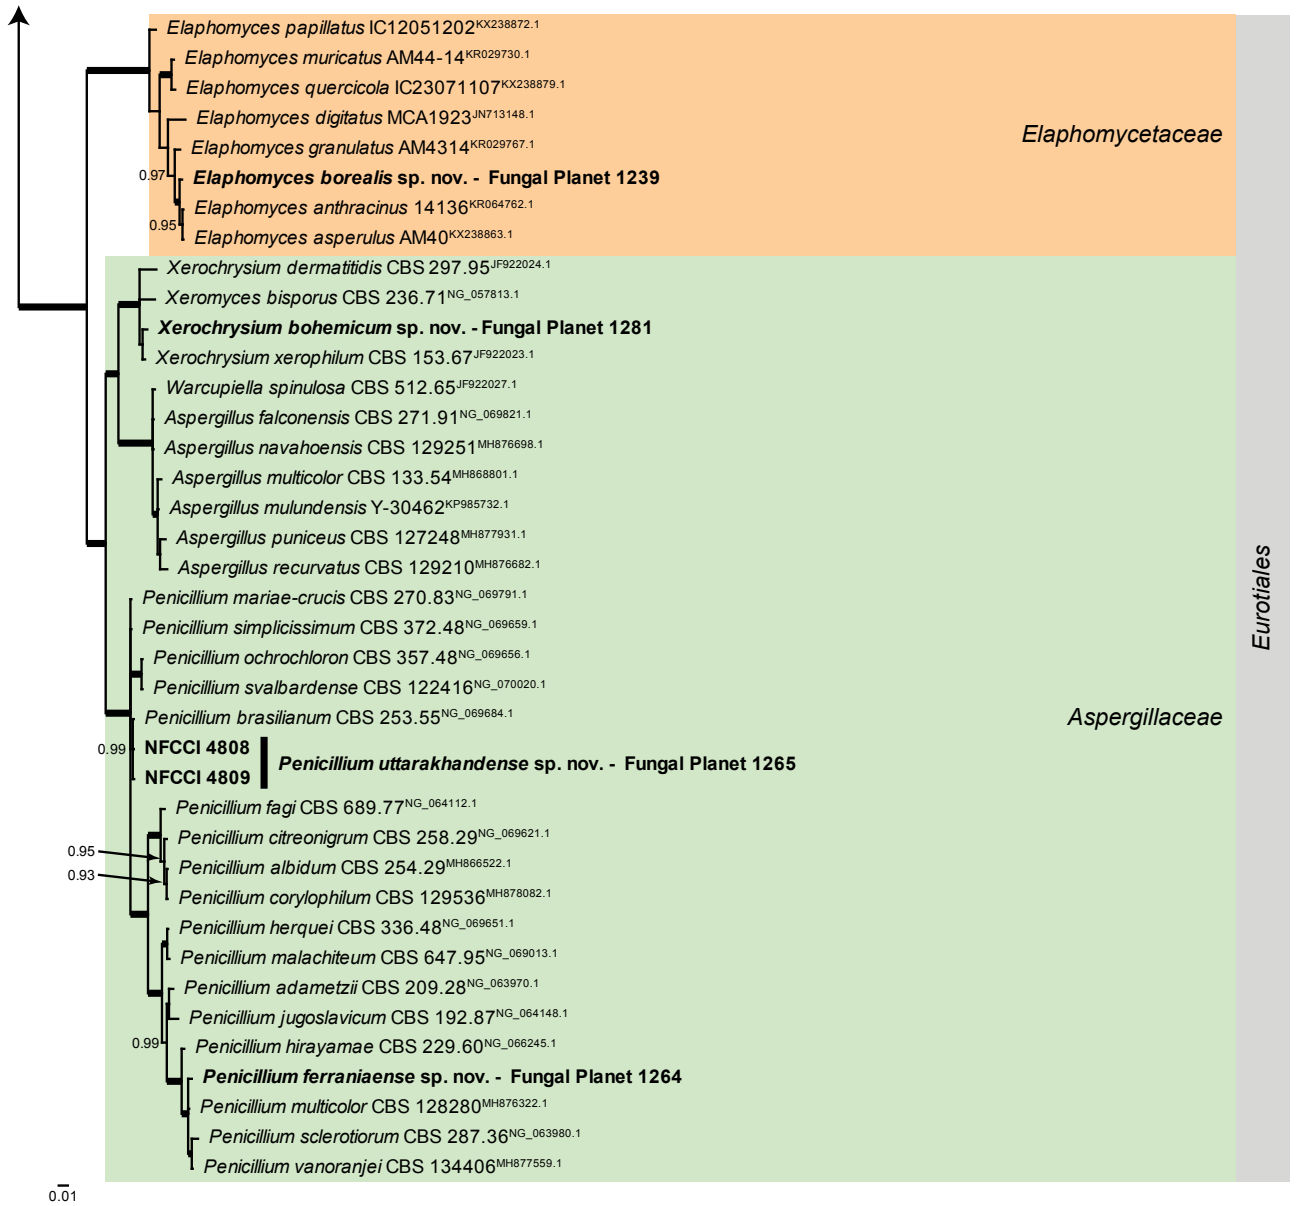 Elaphomyces papillatus IC12051202KX238872.1
Elaphomyces muricatus AM44-14KR029730.1
Elaphomyces quercicola IC23071107KX238879.1
Elaphomyces digitatus MCA1923JN713148.1
Elaphomycetaceae
Elaphomyces granulatus AM4314KR029767.1
0.97
Elaphomyces borealis sp. nov. - Fungal Planet 1239
Elaphomyces anthracinus 14136KR064762.1
0.95
Elaphomyces asperulus AM40KX238863.1
Xerochrysium dermatitidis CBS 297.95JF922024.1
Xeromyces bisporus CBS 236.71NG_057813.1
Xerochrysium bohemicum sp. nov. - Fungal Planet 1281
Xerochrysium xerophilum CBS 153.67JF922023.1
Warcupiella spinulosa CBS 512.65JF922027.1
Aspergillus falconensis CBS 271.91NG_069821.1
Aspergillus navahoensis CBS 129251MH876698.1
Aspergillus multicolor CBS 133.54MH868801.1
Aspergillus mulundensis Y-30462KP985732.1
Aspergillus puniceus CBS 127248MH877931.1
Aspergillus recurvatus CBS 129210MH876682.1
Eurotiales
Penicillium mariae-crucis CBS 270.83NG_069791.1
Penicillium simplicissimum CBS 372.48NG_069659.1
Penicillium ochrochloron CBS 357.48NG_069656.1
Penicillium svalbardense CBS 122416NG_070020.1
Penicillium brasilianum CBS 253.55NG_069684.1
Aspergillaceae
0.99
NFCCI 4808
Penicillium uttarakhandense sp. nov. - Fungal Planet 1265
NFCCI 4809
Penicillium fagi CBS 689.77NG_064112.1
Penicillium citreonigrum CBS 258.29NG_069621.1
0.95
Penicillium albidum CBS 254.29MH866522.1
0.93
Penicillium corylophilum CBS 129536MH878082.1
Penicillium herquei CBS 336.48NG_069651.1
Penicillium malachiteum CBS 647.95NG_069013.1
Penicillium adametzii CBS 209.28NG_063970.1
Penicillium jugoslavicum CBS 192.87NG_064148.1
0.99
Penicillium hirayamae CBS 229.60NG_066245.1
Penicillium ferraniaense sp. nov. - Fungal Planet 1264
Penicillium multicolor CBS 128280MH876322.1
Penicillium sclerotiorum CBS 287.36NG_063980.1
Penicillium vanoranjei CBS 134406MH877559.1
0.01